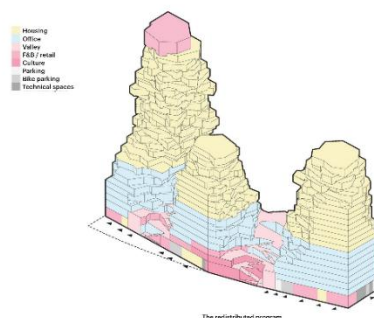 Housing
Office
Valley
F&B / retail
Culture
Parking
Bike parking
Technical spaces
The redistributed program